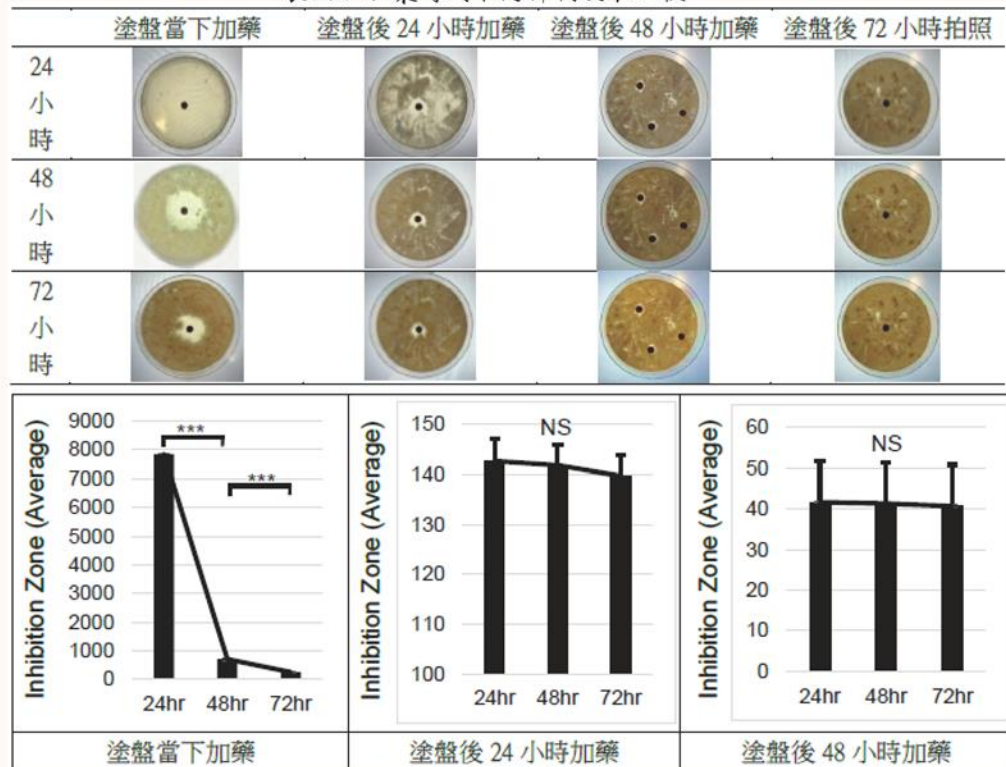 塗盤當下加藥 塗盤後 24 小時加藥 塗盤後 48 小時加藥 塗盤後 72 小時拍照
24
小
時
48
小
時
72
小
時
Inhibition Zone (Average)
9000
8000
7000
6000
5000
4000
3000
2000
1000
0
***
***
24hr 48hr 72hr
塗盤當下加藥
Inhibition Zone (Average)
150
140
130
120
110
100
NS
24hr 48hr 72hr
塗盤後 24 小時加藥
Inhibition Zone (Average)
60
50
40
30
20
10
0
NS
24hr 48hr 72hr
塗盤後 48 小時加藥